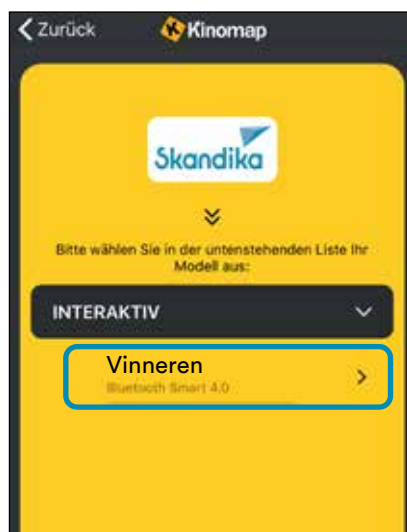 Zurück Kinomap
Skandika
Bitte wählen Sie in der untenstehenden Liste Ihr
Modell aus:
INTERAKTIV
Vinneren
Bluetooth Smart 4.0